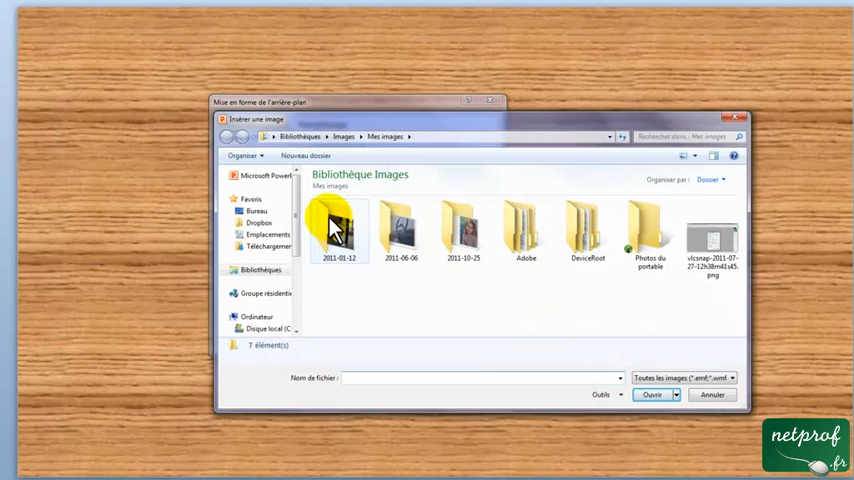 Mise en forme de l'arrière-plan
Insérer une image
Bibliothèques
Images
Mes images
Rechercher dans : Mes images
Organiser
Nouveau dossier
Microsoft PowerP
Favoris
Bureau
Dropbox
Emplacements
Téléchargemen
Bibliothèques
Groupe résidenti
Ordinateur
Disque local (C
Bibliothèque Images
Mes images
Organiser par :
Dossier
2011-01-12
2011-06-06
2011-10-25
Adobe
DeviceRoot
Photos du
portable
vlcsnap-2011-07-
27-12h38m41s45.
png
7 élément(s)
Nom de fichier :
Toutes les images (*.emf;*.wmf
Outils
Ouvrir
Annuler
netprof
.fr